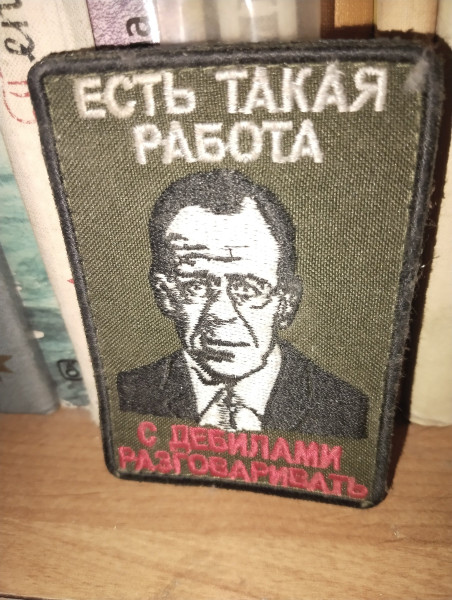 ЕСТЬ ТАКАЯ
РАБОТА
С ДЕБИЛАМИ
РАЗГОВАРИВАТЬ